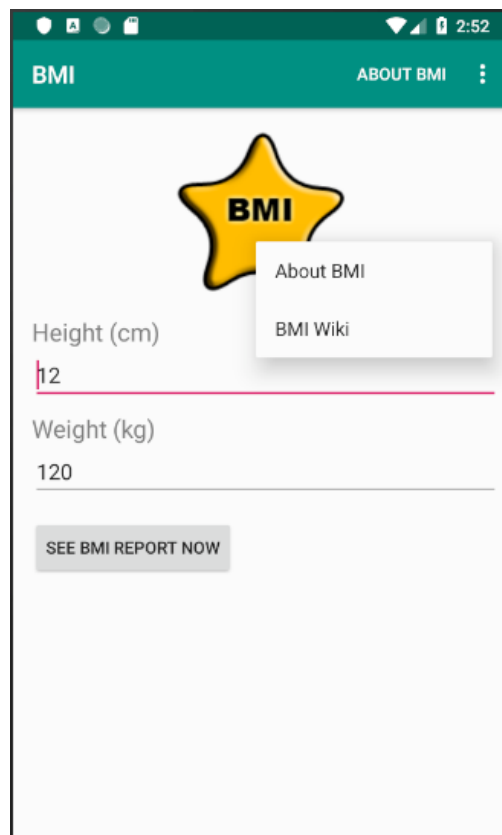 2:52
BMI ABOUT BMI
BMI
About BMI
BMI Wiki
Height (cm)
12
Weight (kg)
120
SEE BMI REPORT NOW